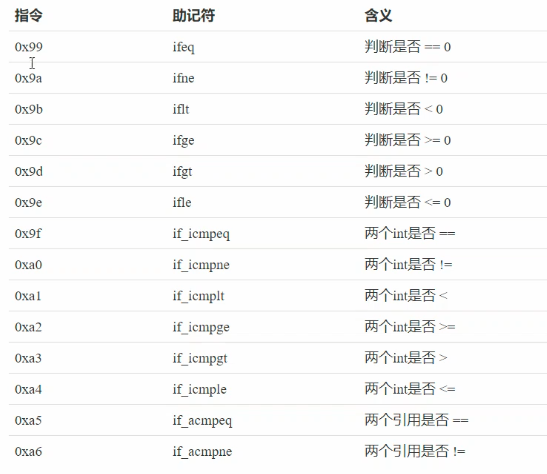 指令 助记符 含义
0x99 ifeq 判断是否 == 0
0x9a ifne 判断是否 != 0
0x9b iflt 判断是否 < 0
0x9c ifge 判断是否 >= 0
0x9d ifgt 判断是否 > 0
0x9e ifle 判断是否 <= 0
0x9f if_icmpeq 两个int是否 ==
0xa0 if_icmpne 两个int是否 !=
0xa1 if_icmplt 两个int是否 <
0xa2 if_icmpge 两个int是否 >=
0xa3 if_icmpgt 两个int是否 >
0xa4 if_icmple 两个int是否 <=
0xa5 if_acmpeq 两个引用是否 ==
0xa6 if_acmpne 两个引用是否 !=